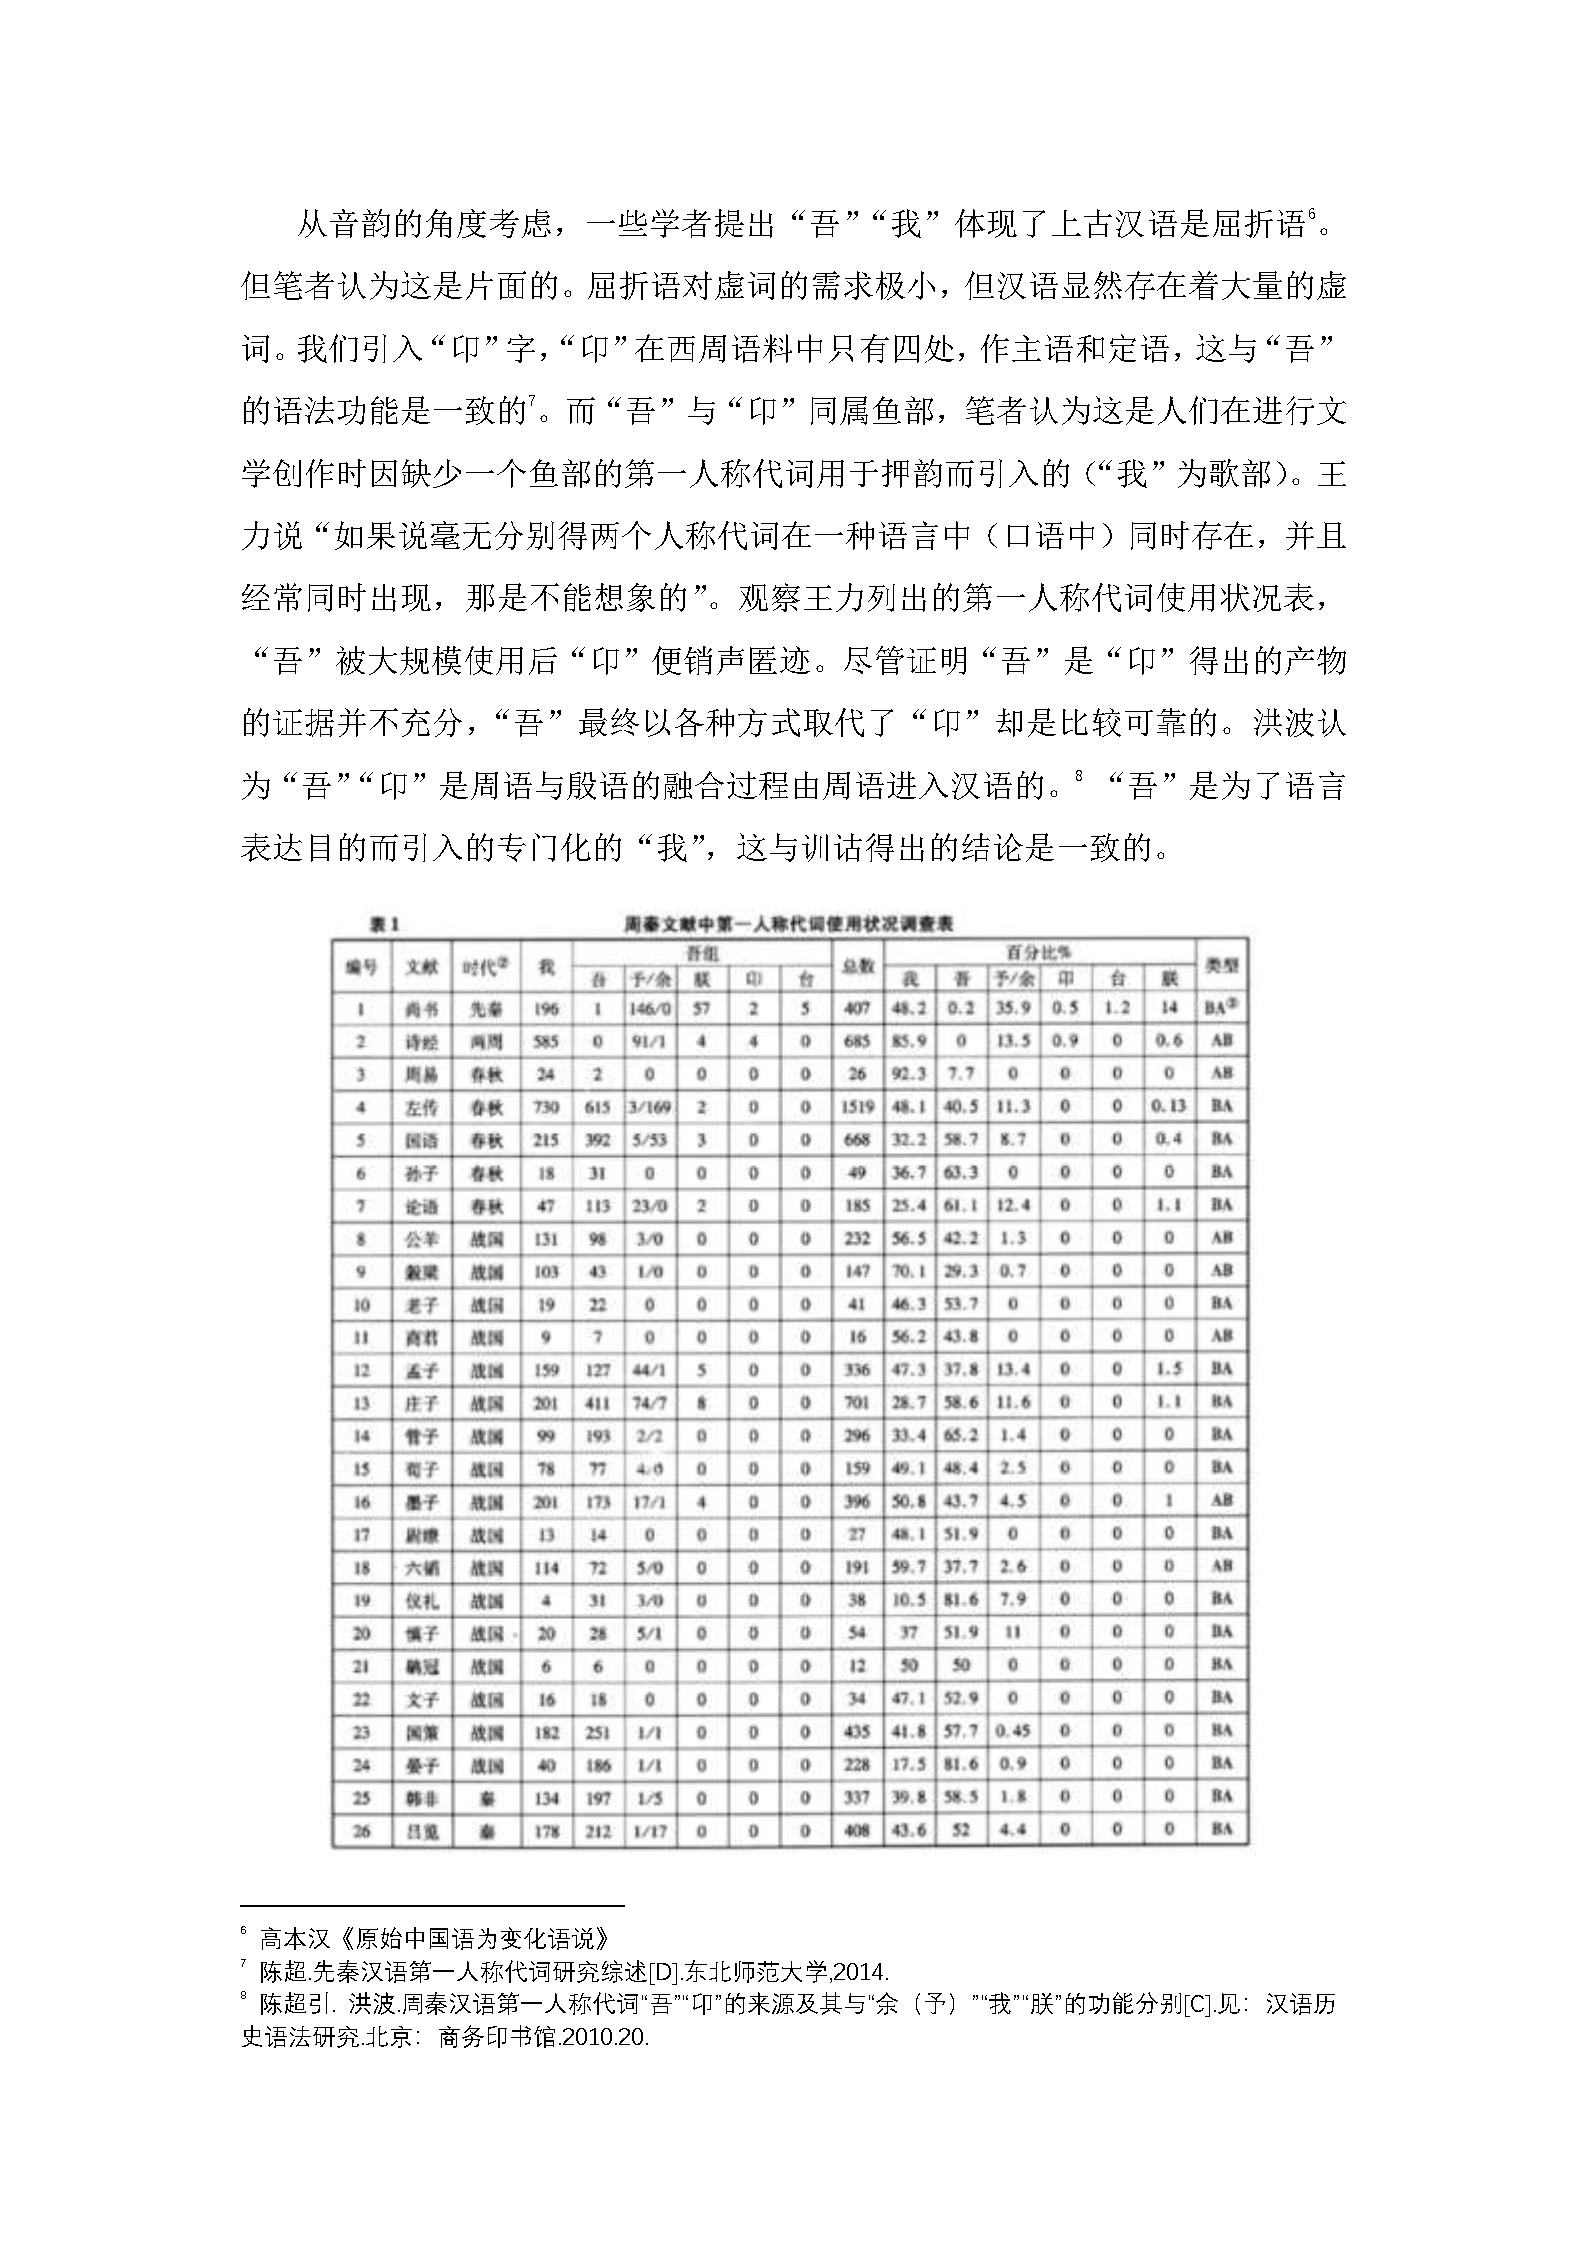 从音韵的角度考虑，一些学者提出“吾”“我”体现了上古汉语是屈折语6。
但笔者认为这是片面的。屈折语对虚词的需求极小，但汉语显然存在着大量的虚
词。我们引入“卬”字，“卬”在西周语料中只有四处，作主语和定语，这与“吾”
的语法功能是一致的7。而“吾”与“卬”同属鱼部，笔者认为这是人们在进行文
学创作时因缺少一个鱼部的第一人称代词用于押韵而引入的（“我”为歌部）。王
力说“如果说毫无分别得两个人称代词在一种语言中（口语中）同时存在，并且
经常同时出现，那是不能想象的”。观察王力列出的第一人称代词使用状况表，
“吾”被大规模使用后“卬”便销声匿迹。尽管证明“吾”是“卬”得出的产物
的证据并不充分，“吾”最终以各种方式取代了“卬”却是比较可靠的。洪波认
为“吾”“卬”是周语与殷语的融合过程由周语进入汉语的。8 “吾”是为了语言
表达目的而引入的专门化的“我”，这与训诂得出的结论是一致的。
表1 周秦文献中第一人称代词使用状况调查表
编号 文献 时代② 我 吾组 总数 百分比% 类型
吾 予/余 朕 卬 台 我 吾 予/余 卬 台 朕
1 尚书 先秦 196 1 146/0 57 2 5 407 48.2 0.2 35.9 0.5 1.2 14 BA③
2 诗经 两周 585 0 91/1 4 4 0 685 85.9 0 13.5 0.9 0 0.6 AB
3 周易 春秋 24 2 0 0 0 0 26 92.3 7.7 0 0 0 0 AB
4 左传 春秋 730 615 3/169 2 0 0 1519 48.1 40.5 11.3 0 0 0.13 BA
5 国语 春秋 215 392 5/53 3 0 0 668 32.2 58.7 8.7 0 0 0.4 BA
6 孙子 春秋 18 31 0 0 0 0 49 36.7 63.3 0 0 0 0 BA
7 论语 春秋 47 113 23/0 2 0 0 185 25.4 61.1 12.4 0 0 1.1 BA
8 公羊 战国 131 98 3/0 0 0 0 232 56.5 42.2 1.3 0 0 0 AB
9 榖梁 战国 103 43 1/0 0 0 0 147 70.1 29.3 0.7 0 0 0 AB
10 老子 战国 19 22 0 0 0 0 41 46.3 53.7 0 0 0 0 BA
11 商君 战国 9 7 0 0 0 0 16 56.2 43.8 0 0 0 0 AB
12 孟子 战国 159 127 44/1 5 0 0 336 47.3 37.8 13.4 0 0 1.5 BA
13 庄子 战国 201 411 74/7 8 0 0 701 28.7 58.6 11.6 0 0 1.1 BA
14 管子 战国 99 193 2/2 0 0 0 296 33.4 65.2 1.4 0 0 0 BA
15 荀子 战国 78 77 4/0 0 0 0 159 49.1 48.4 2.5 0 0 0 BA
16 墨子 战国 201 173 17/1 4 0 0 396 50.8 43.7 4.5 0 0 1 AB
17 尉缭 战国 13 14 0 0 0 0 27 48.1 51.9 0 0 0 0 BA
18 六韬 战国 114 72 5/0 0 0 0 191 59.7 37.7 2.6 0 0 0 AB
19 仪礼 战国 4 31 3/0 0 0 0 38 10.5 81.6 7.9 0 0 0 BA
20 慎子 战国 20 28 5/1 0 0 0 54 37 51.9 11 0 0 0 BA
21 鹖冠 战国 6 6 0 0 0 0 12 50 50 0 0 0 0 BA
22 文子 战国 16 18 0 0 0 0 34 47.1 52.9 0 0 0 0 BA
23 国策 战国 182 251 1/1 0 0 0 435 41.8 57.7 0.45 0 0 0 BA
24 晏子 战国 40 186 1/1 0 0 0 228 17.5 81.6 0.9 0 0 0 BA
25 韩非 秦 134 197 1/5 0 0 0 337 39.8 58.5 1.8 0 0 0 BA
26 吕览 秦 178 212 1/17 0 0 0 408 43.6 52 4.4 0 0 0 BA
6 高本汉《原始中国语为变化语说》
7 陈超.先秦汉语第一人称代词研究综述[D].东北师范大学,2014.
8 陈超引. 洪波.周秦汉语第一人称代词“吾”“卬”的来源及其与“余（予）”“我”“朕”的功能分别[C].见：汉语历
史语法研究.北京：商务印书馆.2010.20.